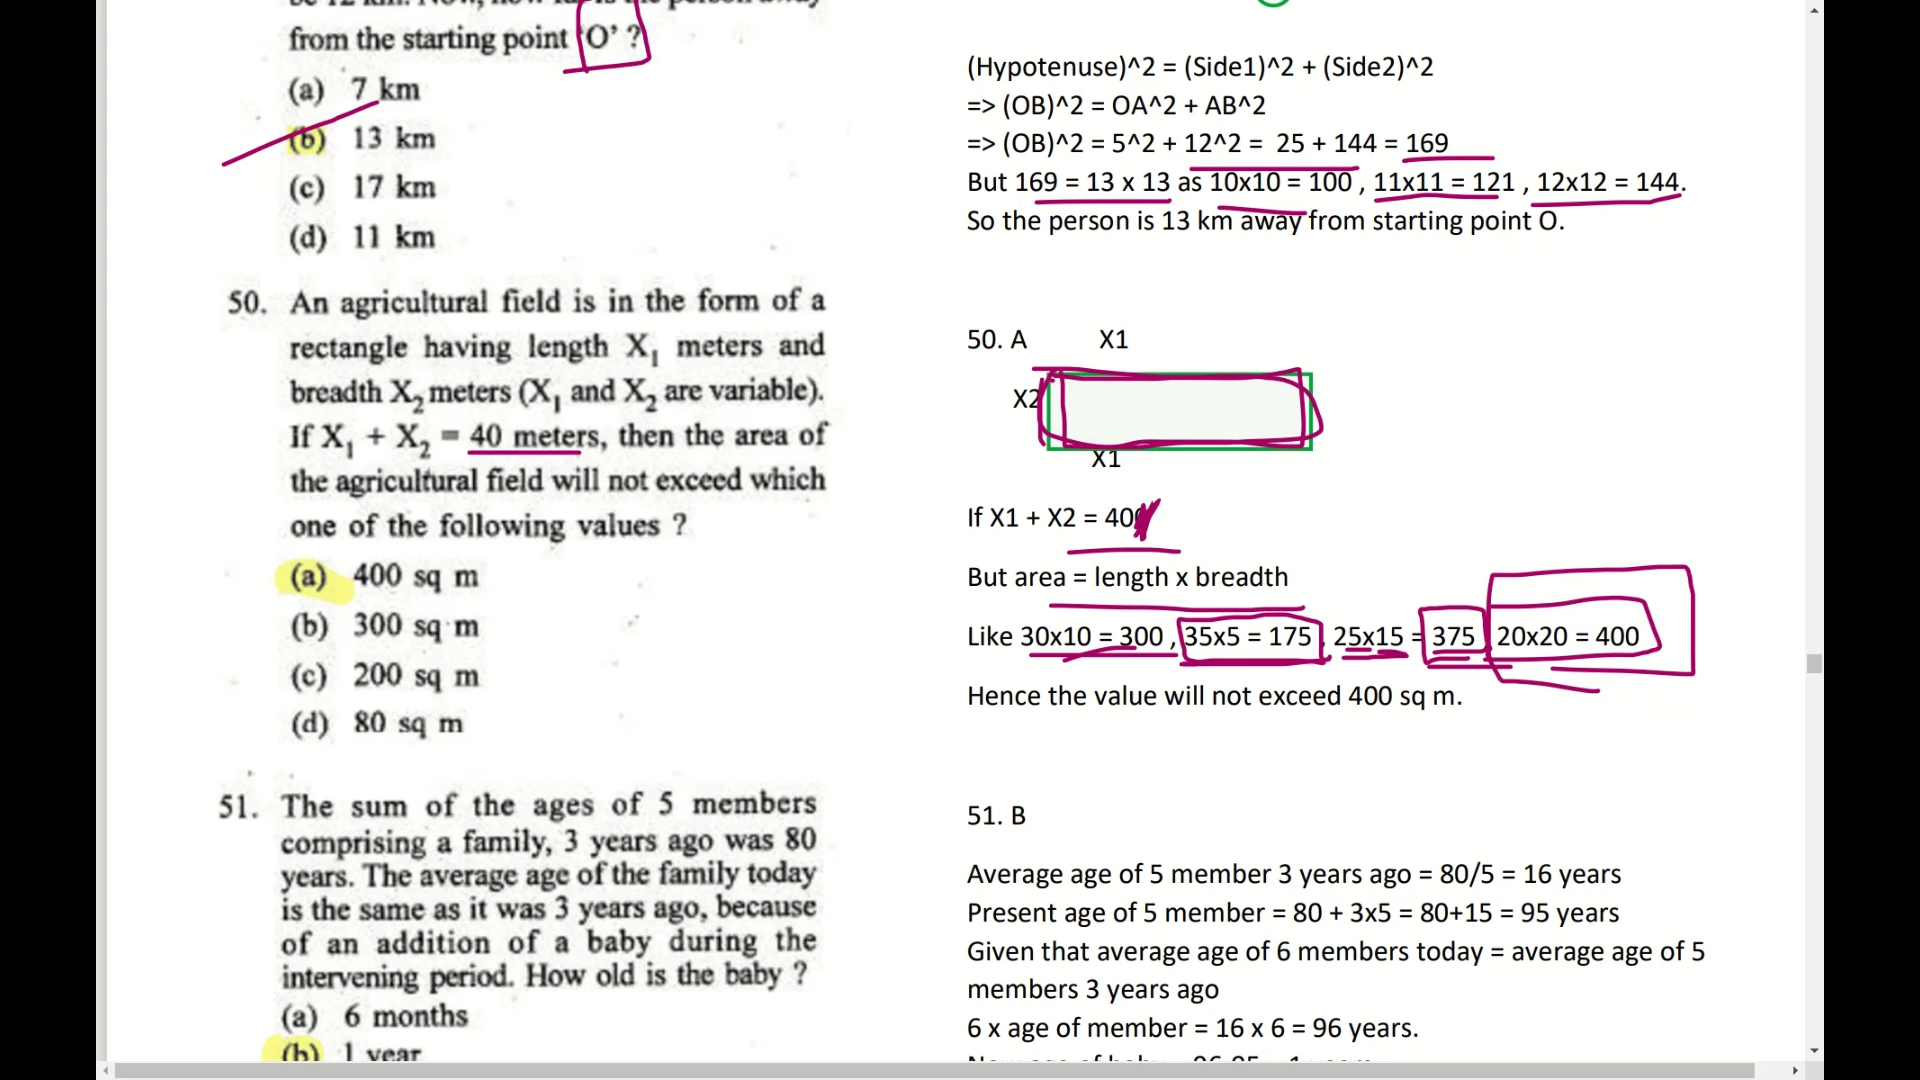 from the starting point 'O' ?
(a) 7 km
(b) 13 km
(c) 17 km
(d) 11 km
50. An agricultural field is in the form of a
rectangle having length X₁ meters and
breadth X₂ meters (X₁ and X₂ are variable).
If X₁ + X₂ = 40 meters, then the area of
the agricultural field will not exceed which
one of the following values ?
(a) 400 sq m
(b) 300 sq m
(c) 200 sq m
(d) 80 sq m
51. The sum of the ages of 5 members
comprising a family, 3 years ago was 80
years. The average age of the family today
is the same as it was 3 years ago, because
of an addition of a baby during the
intervening period. How old is the baby ?
(a) 6 months
(b) 1 year
(Hypotenuse)^2 = (Side1)^2 + (Side2)^2
=> (OB)^2 = OA^2 + AB^2
=> (OB)^2 = 5^2 + 12^2 = 25 + 144 = 169
But 169 = 13 x 13 as 10x10 = 100 , 11x11 = 121 , 12x12 = 144.
So the person is 13 km away from starting point O.
50. A X1
X2
X1
If X1 + X2 = 40
But area = length x breadth
Like 30x10 = 300 , 35x5 = 175 , 25x15 = 375 20x20 = 400
Hence the value will not exceed 400 sq m.
51. B
Average age of 5 member 3 years ago = 80/5 = 16 years
Present age of 5 member = 80 + 3x5 = 80+15 = 95 years
Given that average age of 6 members today = average age of 5
members 3 years ago
6 x age of member = 16 x 6 = 96 years.